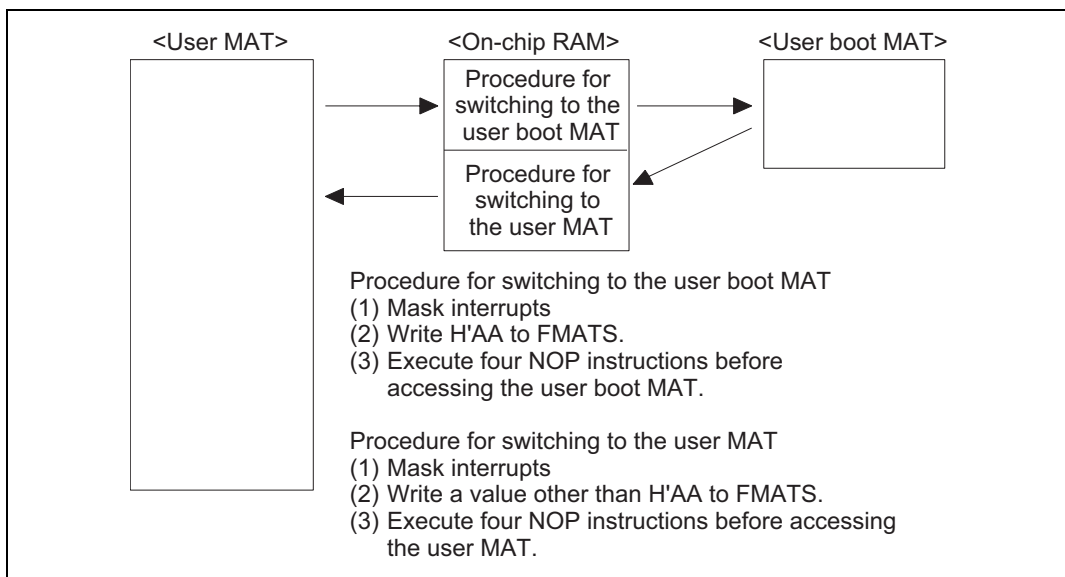 <User MAT>
<On-chip RAM>
<User boot MAT>
Procedure for
switching to the
user boot MAT
Procedure for
switching to
the user MAT
Procedure for switching to the user boot MAT
(1) Mask interrupts
(2) Write H'AA to FMATS.
(3) Execute four NOP instructions before
accessing the user boot MAT.
Procedure for switching to the user MAT
(1) Mask interrupts
(2) Write a value other than H'AA to FMATS.
(3) Execute four NOP instructions before accessing
the user MAT.